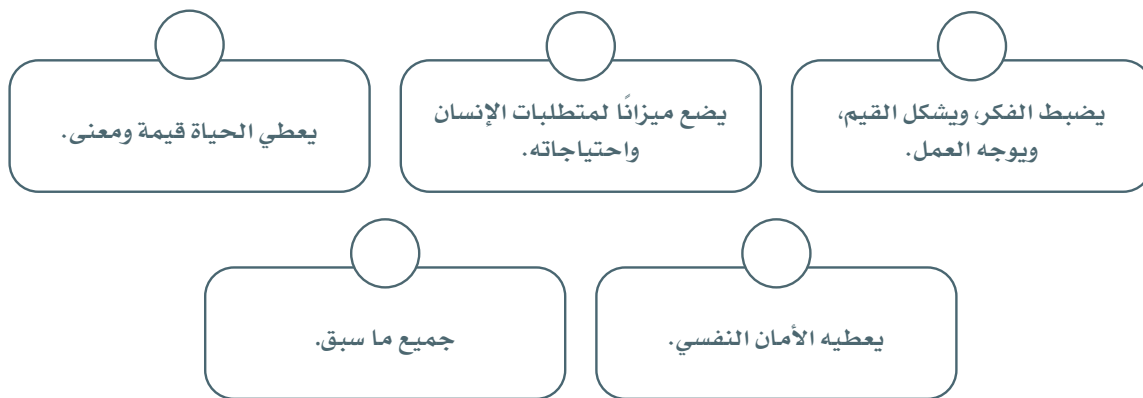 يضبط الفكر، ويشكل القيم،
ويوجه العمل.
يضع ميزانًا لمتطلبات الإنسان
واحتياجاته.
يعطي الحياة قيمة ومعنى.
يعطيه الأمان النفسي.
جميع ما سبق.